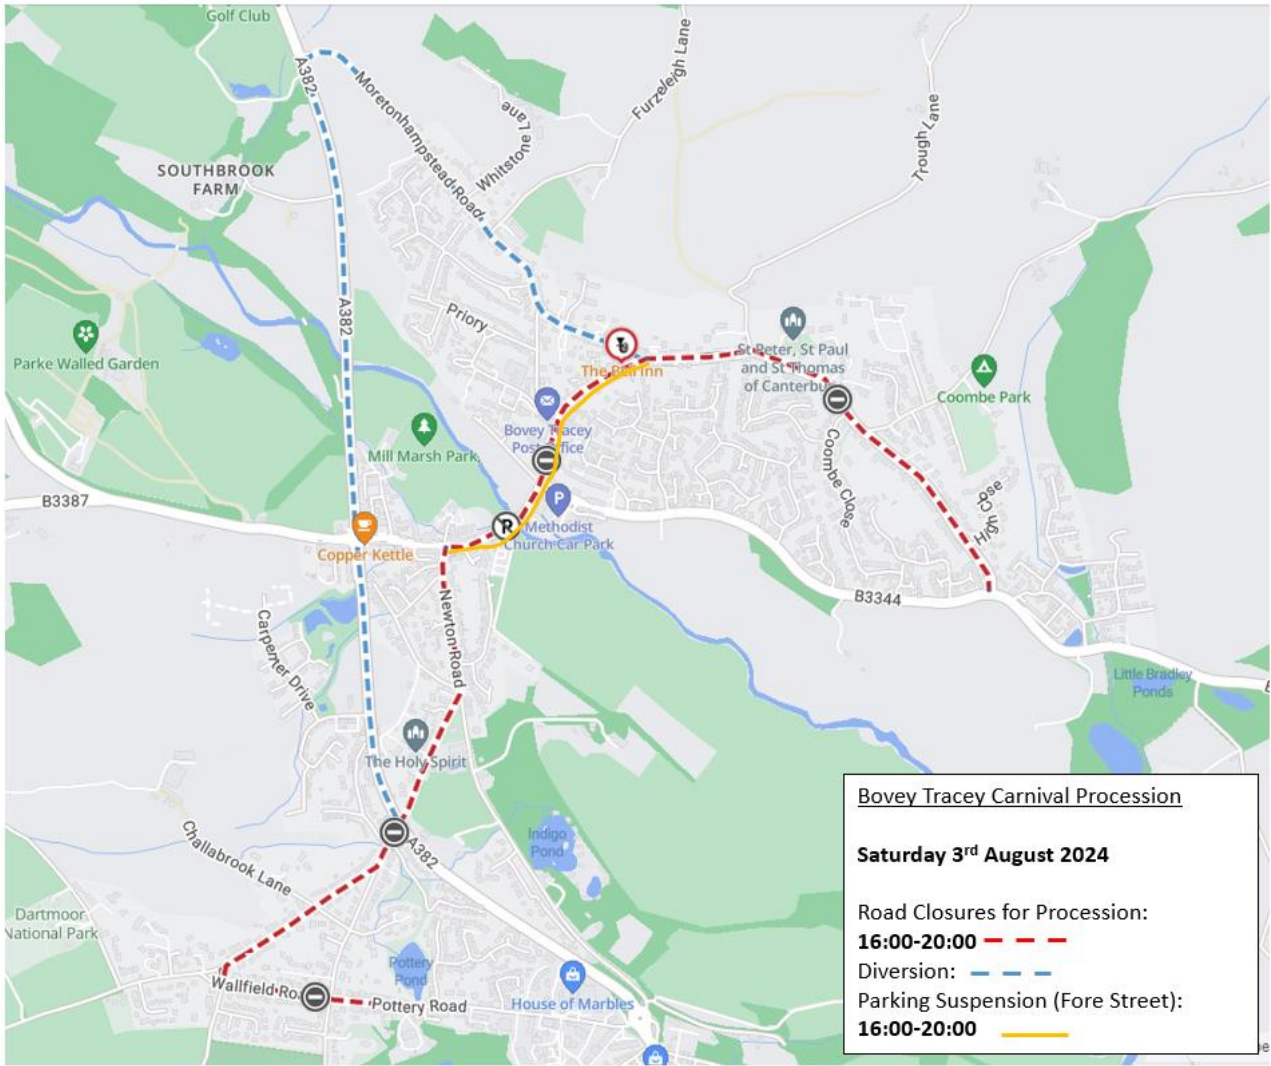 Golf Club
A382
Moretonhampstead Road
Whitstone Lane
Furzeleigh Lane
Trough Lane
SOUTHBROOK
FARM
A382
Priory
Parke Walled Garden
The Bell Inn
St Peter, St Paul
and St Thomas
of Canterbury
Coombe Park
Bovey Tracey
Post Office
Mill Marsh Park
Coombe Close
High Close
B3387
P
R
Methodist
Church Car Park
Copper Kettle
B3344
Newton Road
Carpenter Drive
Little Bradley
Ponds
The Holy Spirit
A382
Indigo
Pond
Challabrook Lane
Dartmoor
National Park
Pottery
Pond
Wallfield Road
Pottery Road
House of Marbles
Bovey Tracey Carnival Procession
Saturday 3rd August 2024
Road Closures for Procession:
16:00-20:00
Diversion:
Parking Suspension (Fore Street):
16:00-20:00